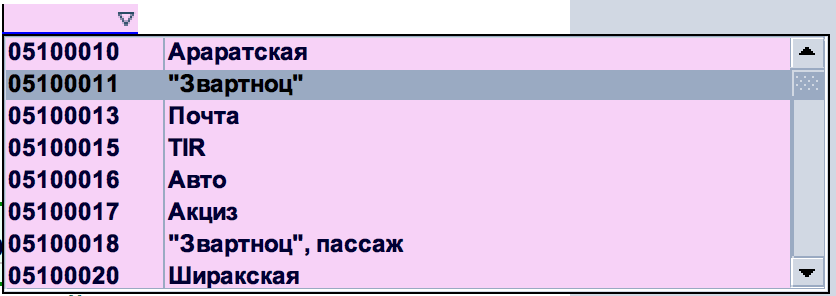 05100010 Араратская
05100011 "Звартноц"
05100013 Почта
05100015 TIR
05100016 Авто
05100017 Акциз
05100018 "Звартноц", пассаж
05100020 Ширакская